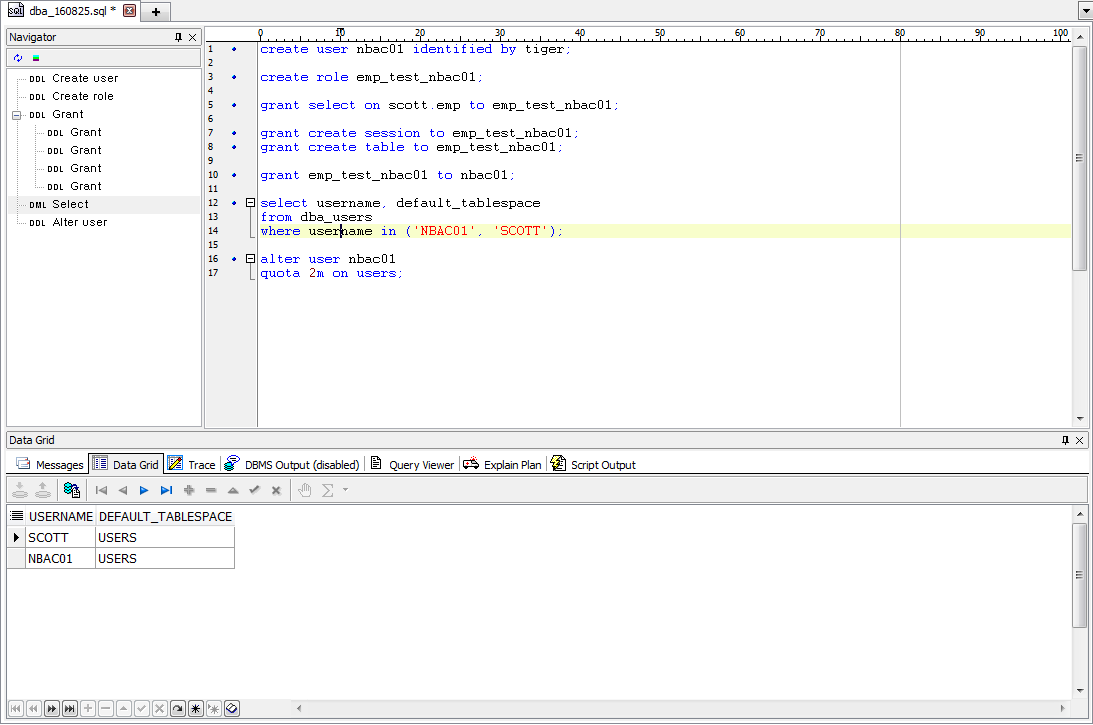 dba_160825.sql *
Navigator
DDL Create user
DDL Create role
DDL Grant
DDL Grant
DDL Grant
DDL Grant
DDL Grant
DML Select
DDL Alter user
0 10 20 30 40 50 60 70 80 90 100
1 create user nbac01 identified by tiger;
2
3 create role emp_test_nbac01;
4
5 grant select on scott.emp to emp_test_nbac01;
6
7 grant create session to emp_test_nbac01;
8 grant create table to emp_test_nbac01;
9
10 grant emp_test_nbac01 to nbac01;
11
12 select username, default_tablespace
13 from dba_users
14 where username in ('NBAC01', 'SCOTT');
15
16 alter user nbac01
17 quota 2m on users;
Data Grid
Messages Data Grid Trace DBMS Output (disabled) Query Viewer Explain Plan Script Output
USERNAME DEFAULT_TABLESPACE
SCOTT USERS
NBAC01 USERS